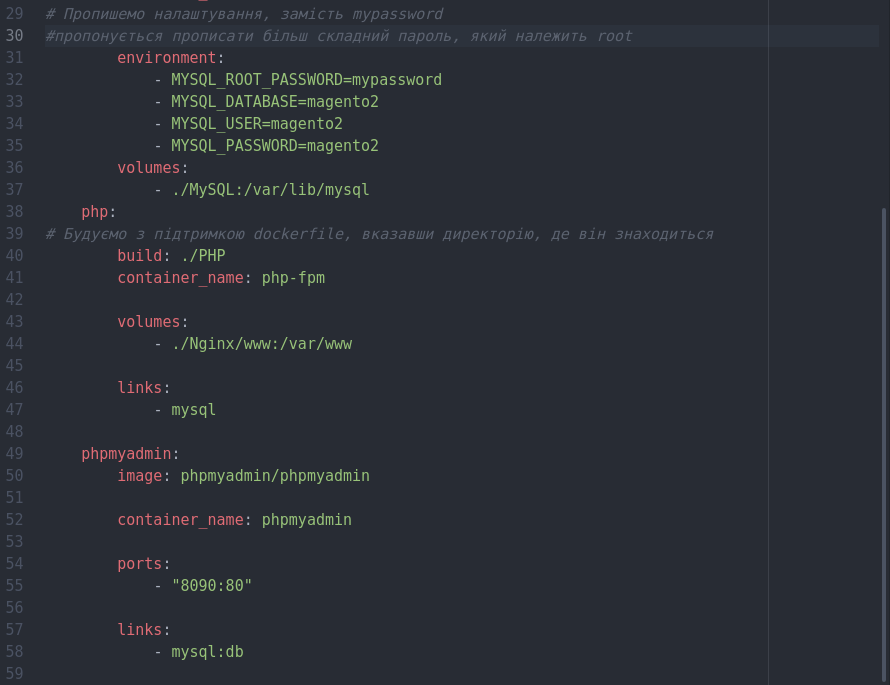 29 # Пропишемо налаштування, замість mypassword
30 #пропонується прописати більш складний пароль, який належить root
31         environment:
32             - MYSQL_ROOT_PASSWORD=mypassword
33             - MYSQL_DATABASE=magento2
34             - MYSQL_USER=magento2
35             - MYSQL_PASSWORD=magento2
36         volumes:
37             - ./MySQL:/var/lib/mysql
38     php:
39 # Будуємо з підтримкою dockerfile, вказавши директорію, де він знаходиться
40         build: ./PHP
41         container_name: php-fpm
42
43         volumes:
44             - ./Nginx/www:/var/www
45
46         links:
47             - mysql
48
49     phpmyadmin:
50         image: phpmyadmin/phpmyadmin
51
52         container_name: phpmyadmin
53
54         ports:
55             - "8090:80"
56
57         links:
58             - mysql:db
59